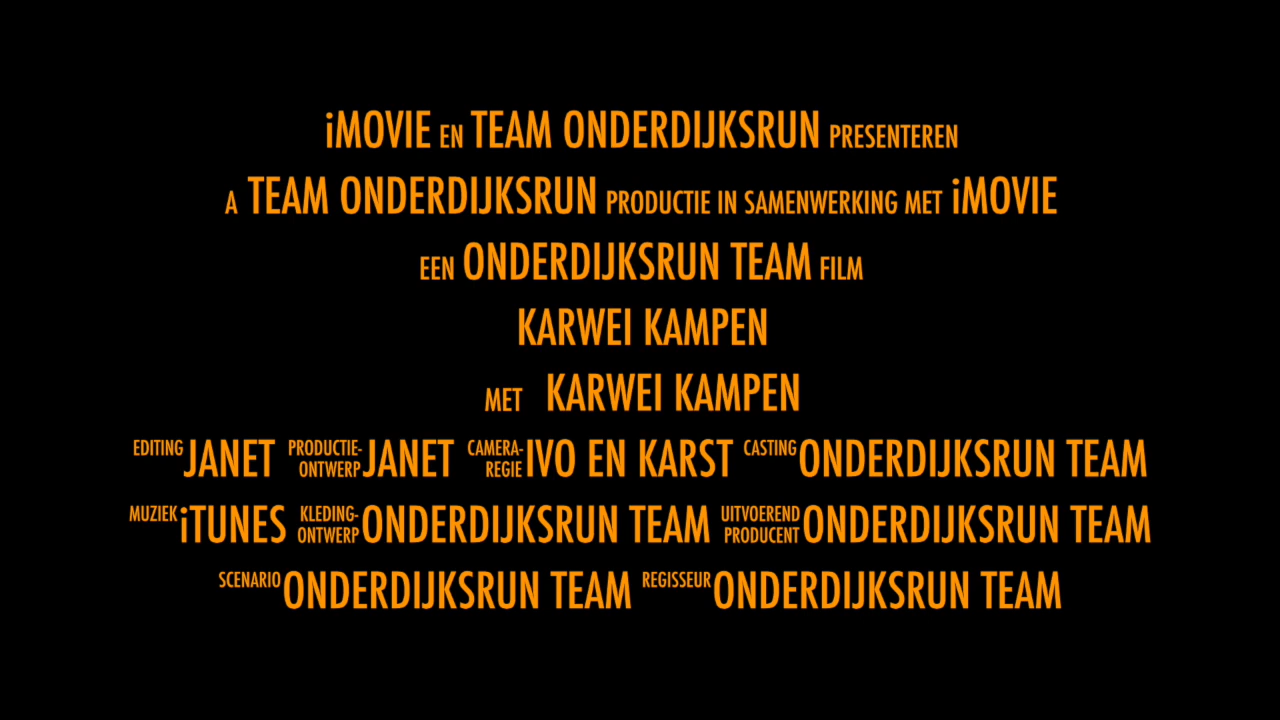 iMOVIE EN TEAM ONDERDIJKSRUN PRESENTEREN
A TEAM ONDERDIJKSRUN PRODUCTIE IN SAMENWERKING MET iMOVIE
EEN ONDERDIJKSRUN TEAM FILM
KARWEI KAMPEN
MET KARWEI KAMPEN
EDITING JANET PRODUCTIE-ONTWERP JANET CAMERA-REGIE IVO EN KARST CASTING ONDERDIJKSRUN TEAM
MUZIEK iTUNES KLEDING-ONTWERP ONDERDIJKSRUN TEAM UITVOEREND PRODUCENT ONDERDIJKSRUN TEAM
SCENARIO ONDERDIJKSRUN TEAM REGISSEUR ONDERDIJKSRUN TEAM